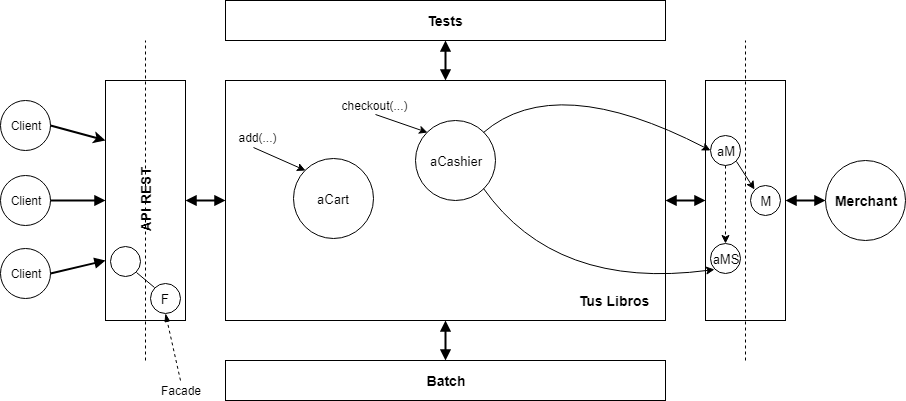 Tests
Client
Client
Client
API REST
F
Facade
add(...)
aCart
checkout(...)
aCashier
Tus Libros
aM
M
aMS
Merchant
Batch